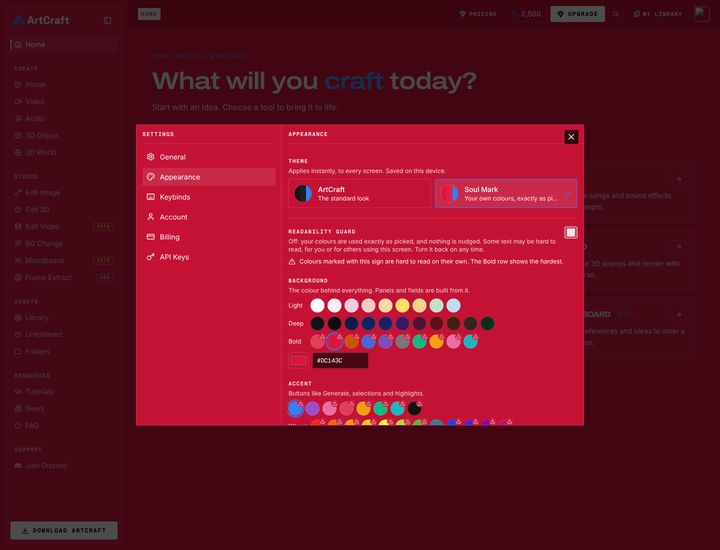 ArtCraft
Home
CREATE
Image
Video
Audio
3D Object
3D World
STUDIO
Edit Image
Edit 3D
Edit Video BETA
BG Change
Moodboard BETA
Frame Extract NEW
ASSETS
Library
Unfoldered
Folders
RESOURCES
Tutorials
News
FAQ
SUPPORT
Join Discord
DOWNLOAD ARTCRAFT
HOME
PRICING
2,500
UPGRADE
MY LIBRARY
YOUR CREATIVE WORKSPACE
What will you craft today?
Start with an idea. Choose a tool to bring it to life.
SETTINGS
General
Appearance
Keybinds
Account
Billing
API Keys
APPEARANCE
THEME
Applies instantly, to every screen. Saved on this device.
ArtCraft
The standard look
Soul Mark
Your own colours, exactly as pi...
READABILITY GUARD
Off: your colours are used exactly as picked, and nothing is nudged. Some text may be hard to
read, for you or for others using this screen. Turn it back on any time.
Colours marked with this sign are hard to read on their own. The Bold row shows the hardest.
BACKGROUND
The colour behind everything. Panels and fields are built from it.
Light
Deep
Bold
#DC143C
ACCENT
Buttons like Generate, selections and highlights.
e songs and sound effects
mpts.
e 3D scenes and render with
eras.
BOARD
eferences and ideas to steer a